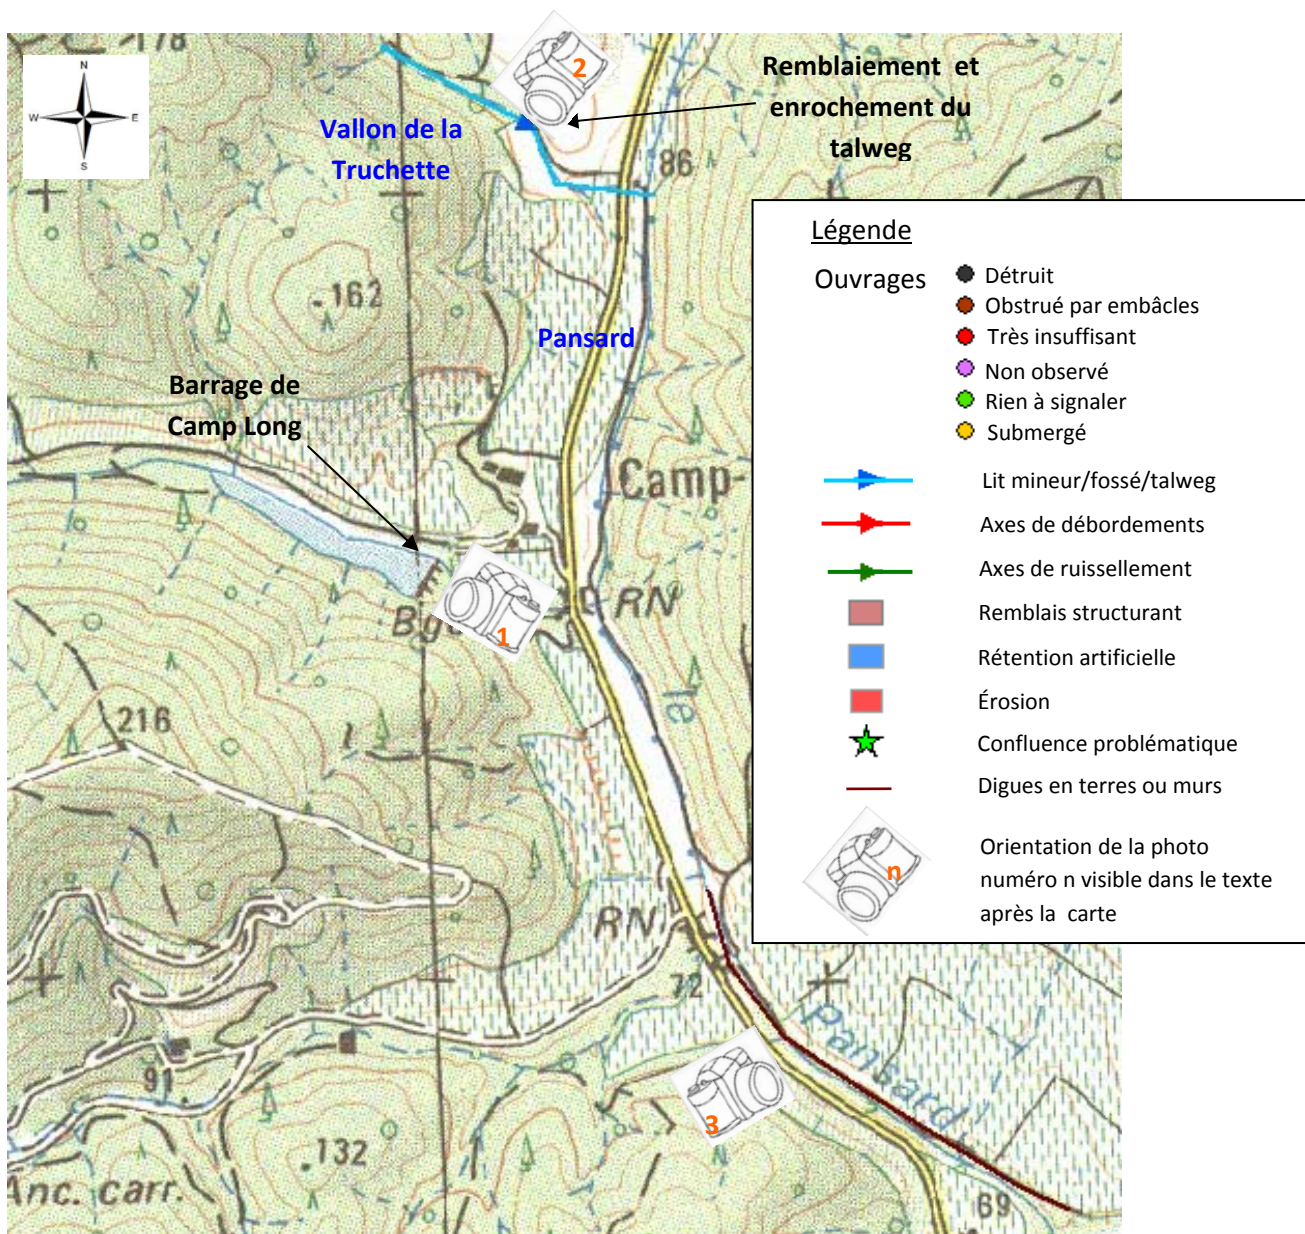 178
N
W
E
S
2
Remblaiement et
enrochement du
talweg
Vallon de la
Truchette
86
162
Pansard
Barrage de
Camp Long
Camp-
RN
1
le
216
RN
72
Pansard
3
91
132
Anc. carr.
69
Légende
Ouvrages
Détruit
Obstrué par embâcles
Très insuffisant
Non observé
Rien à signaler
Submergé
Lit mineur/fossé/talweg
Axes de débordements
Axes de ruissellement
Remblais structurant
Rétention artificielle
Érosion
Confluence problématique
Digues en terres ou murs
n
Orientation de la photo
numéro n visible dans le texte
après la carte